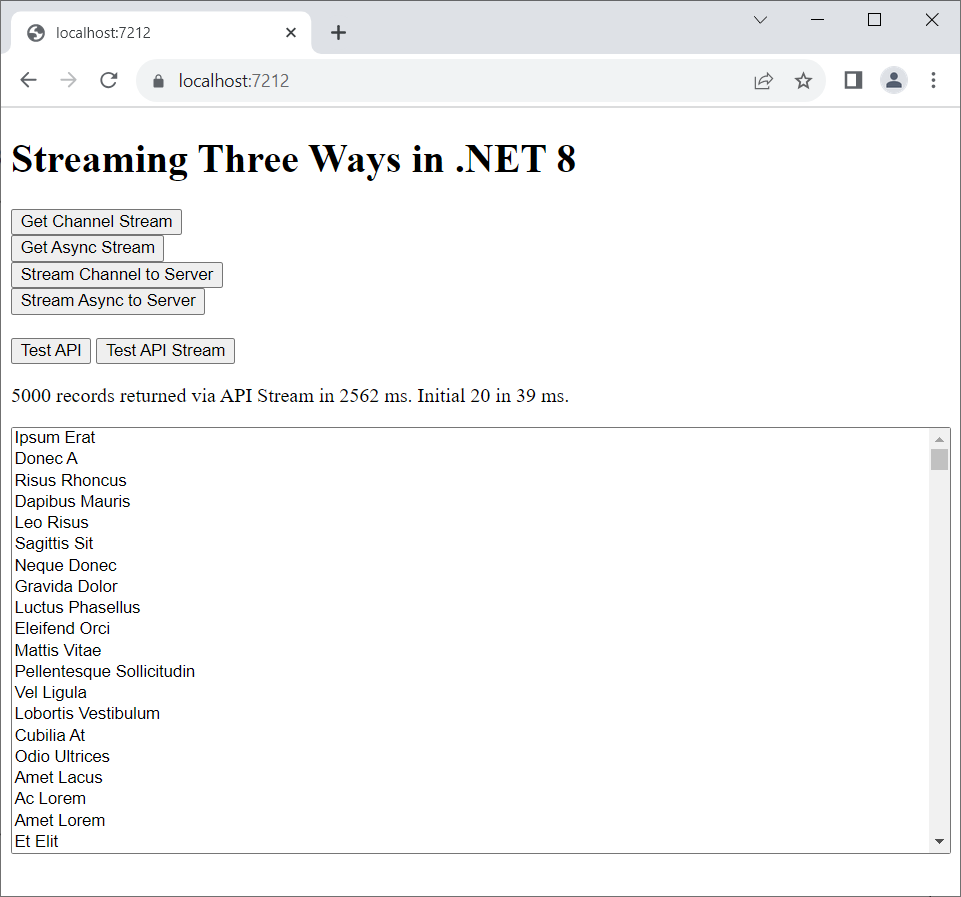 localhost:7212
localhost:7212
Streaming Three Ways in .NET 8
Get Channel Stream
Get Async Stream
Stream Channel to Server
Stream Async to Server
Test API Test API Stream
5000 records returned via API Stream in 2562 ms. Initial 20 in 39 ms.
Ipsum Erat
Donec A
Risus Rhoncus
Dapibus Mauris
Leo Risus
Sagittis Sit
Neque Donec
Gravida Dolor
Luctus Phasellus
Eleifend Orci
Mattis Vitae
Pellentesque Sollicitudin
Vel Ligula
Lobortis Vestibulum
Cubilia At
Odio Ultrices
Amet Lacus
Ac Lorem
Amet Lorem
Et Elit